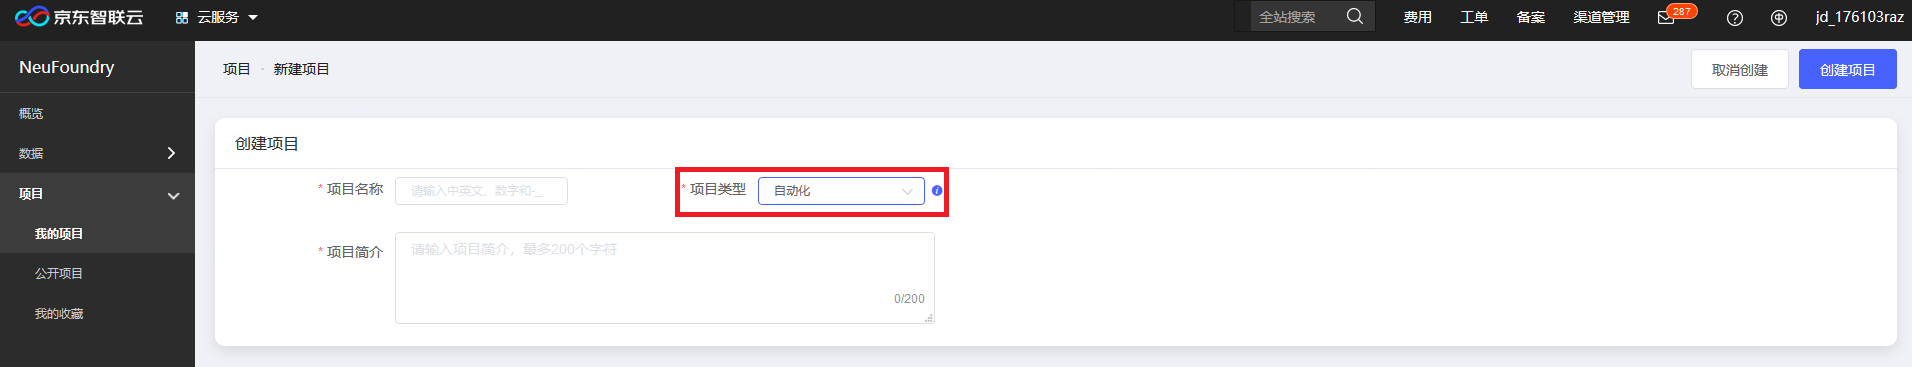 京东智联云 云服务 全站搜索 费用 工单 备案 渠道管理 287 jd_176103raz
NeuFoundry
项目 - 新建项目 取消创建 创建项目
概览
数据
项目
我的项目
公开项目
我的收藏
创建项目
* 项目名称 请输入中英文、数字和-_ * 项目类型 自动化
* 项目简介 请输入项目简介，最多200个字符
0/200